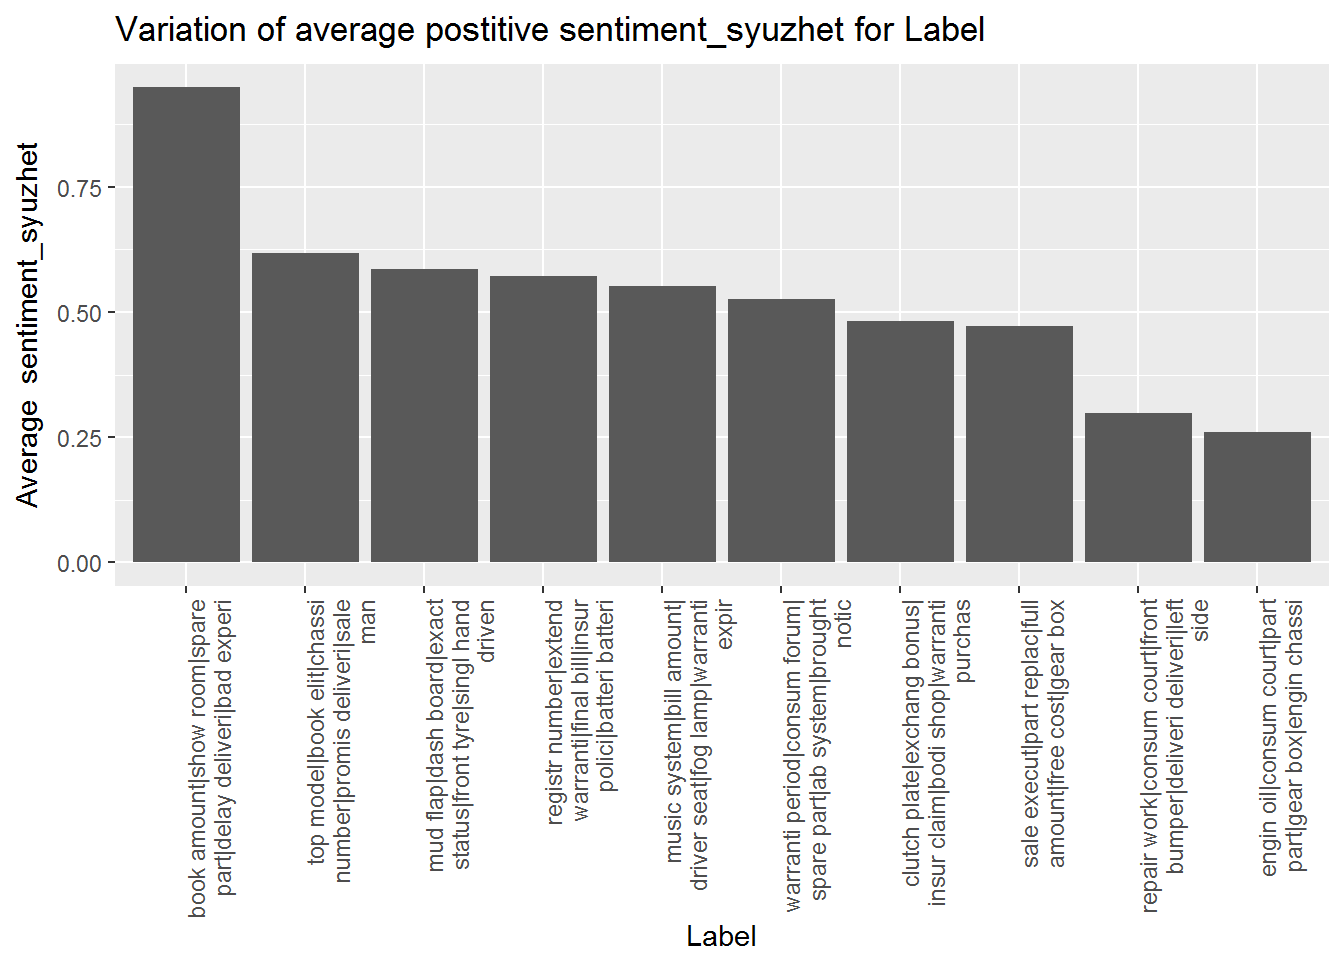 Variation of average postitive sentiment_syuzhet for Label
Average  sentiment_syuzhet
0.75
0.50
0.25
0.00
book amount|show room|spare
part|delay deliveri|bad experi
top model|book elit|chassi
number|promis deliveri|sale
man
mud flap|dash board|exact
status|front tyre|singl hand
driven
registr number|extend
warranti|final bill|insur
polici|batteri batteri
music system|bill amount|
driver seat|fog lamp|warranti
expir
warranti period|consum forum|
spare part|ab system|brought
notic
clutch plate|exchang bonus|
insur claim|bodi shop|warranti
purchas
sale execut|part replac|full
amount|free cost|gear box
repair work|consum court|front
bumper|deliveri deliveri|left
side
engin oil|consum court|part
part|gear box|engin chassi
Label